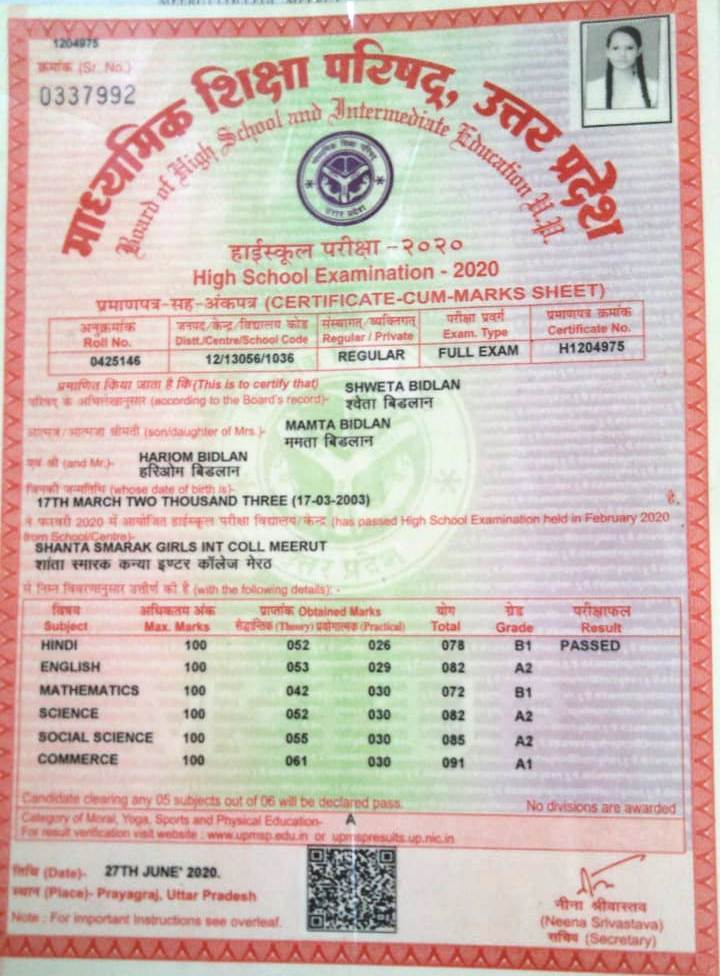 1204975
क्रमांक (Sr. No.)
0337992
माध्यमिक शिक्षा परिषद्, उत्तर प्रदेश
Board of High School and Intermediate Education U.P.
माध्यमिक शिक्षा परिषद्
उत्तर प्रदेश
हाईस्कूल परीक्षा - २०२०
High School Examination - 2020
प्रमाणपत्र-सह-अंकपत्र (CERTIFICATE-CUM-MARKS SHEET)
अनुक्रमांक जनपद/केन्द्र/विद्यालय कोड संस्थागत/व्यक्तिगत परीक्षा प्रवर्ग प्रमाणपत्र क्रमांक
Roll No. Distt./Centre/School Code Regular / Private Exam. Type Certificate No.
0425146 12/13056/1036 REGULAR FULL EXAM H1204975
प्रमाणित किया जाता है कि(This is to certify that) SHWETA BIDLAN
परिषद के अभिलेखानुसार (according to the Board's record)- श्वेता बिडलान
आत्मज/आत्मजा श्रीमती (son/daughter of Mrs.)- MAMTA BIDLAN
ममता बिडलान
एवं श्री (and Mr.)- HARIOM BIDLAN
हरिओम बिडलान
जिनकी जन्मतिथि (whose date of birth is)-
17TH MARCH TWO THOUSAND THREE (17-03-2003) है,
ने फरवरी 2020 में आयोजित हाईस्कूल परीक्षा विद्यालय/केन्द्र (has passed High School Examination held in February 2020
from School/Centre)-
SHANTA SMARAK GIRLS INT COLL MEERUT
शांता स्मारक कन्या इण्टर कॉलेज मेरठ
में निम्न विवरणानुसार उत्तीर्ण की है (with the following details): -
विषय अधिकतम अंक प्राप्तांक Obtained Marks योग ग्रेड परीक्षाफल
Subject Max. Marks सैद्धान्तिक (Theory) प्रयोगात्मक (Practical) Total Grade Result
HINDI 100 052 026 078 B1 PASSED
ENGLISH 100 053 029 082 A2
MATHEMATICS 100 042 030 072 B1
SCIENCE 100 052 030 082 A2
SOCIAL SCIENCE 100 055 030 085 A2
COMMERCE 100 061 030 091 A1
Candidate clearing any 05 subjects out of 06 will be declared pass. No divisions are awarded
Category of Moral, Yoga, Sports and Physical Education- A
For result verification visit website : www.upmsp.edu.in or upmspresults.up.nic.in
तिथि (Date)- 27TH JUNE' 2020.
स्थान (Place)- Prayagraj, Uttar Pradesh
Note : For important Instructions see overleaf.
नीना श्रीवास्तव
(Neena Srivastava)
सचिव (Secretary)